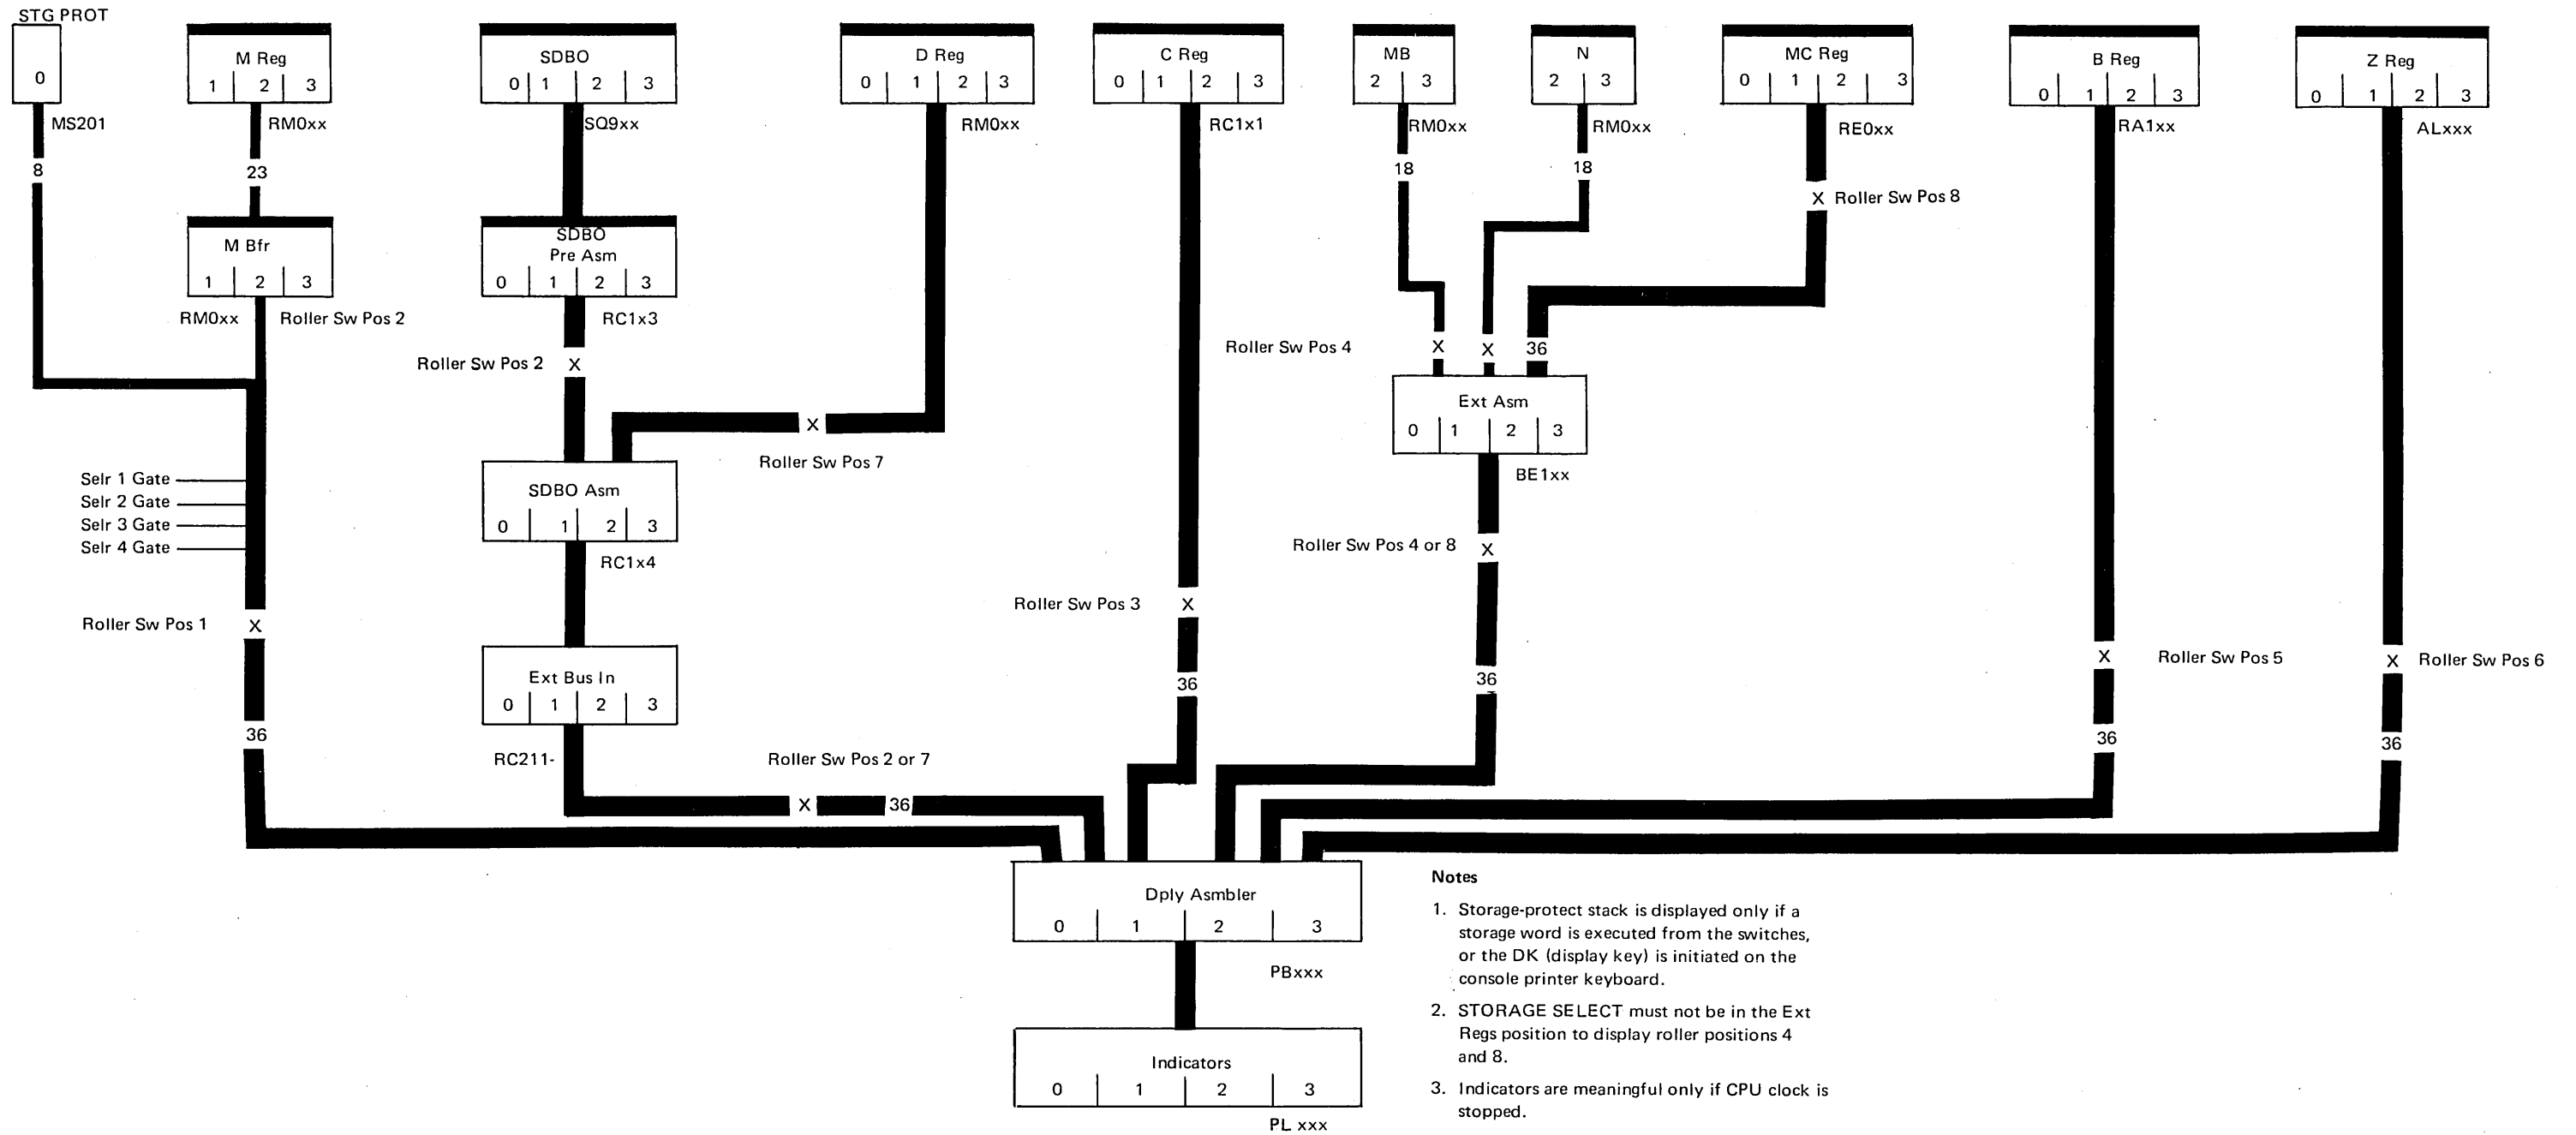 STG PROT
0
MS201
8
M Reg
1 2 3
RM0xx
23
M Bfr
1 2 3
RM0xx
Roller Sw Pos 2
Selr 1 Gate
Selr 2 Gate
Selr 3 Gate
Selr 4 Gate
Roller Sw Pos 1
X
36
SDBO
0 1 2 3
SQ9xx
SDBO
Pre Asm
0 1 2 3
RC1x3
Roller Sw Pos 2
X
SDBO Asm
0 1 2 3
RC1x4
Ext Bus In
0 1 2 3
RC211-
Roller Sw Pos 2 or 7
X
36
D Reg
0 1 2 3
RM0xx
X
Roller Sw Pos 7
C Reg
0 1 2 3
RC1x1
Roller Sw Pos 3
X
36
MB
2 3
RM0xx
18
N
2 3
RM0xx
18
MC Reg
0 1 2 3
RE0xx
X
Roller Sw Pos 8
Roller Sw Pos 4
X
X
36
Ext Asm
0 1 2 3
BE1xx
Roller Sw Pos 4 or 8
X
36
B Reg
0 1 2 3
RA1xx
X
Roller Sw Pos 5
36
Z Reg
0 1 2 3
ALxxx
X
Roller Sw Pos 6
36
Dply Asmbler
0 1 2 3
PBxxx
Indicators
0 1 2 3
PL xxx
Notes
1. Storage-protect stack is displayed only if a
storage word is executed from the switches,
or the DK (display key) is initiated on the
console printer keyboard.
2. STORAGE SELECT must not be in the Ext
Regs position to display roller positions 4
and 8.
3. Indicators are meaningful only if CPU clock is
stopped.